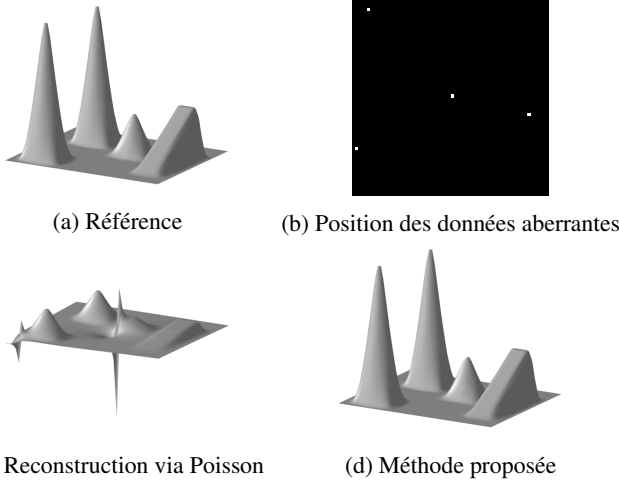 (a) Référence
(b) Position des données aberrantes
Reconstruction via Poisson
(d) Méthode proposée